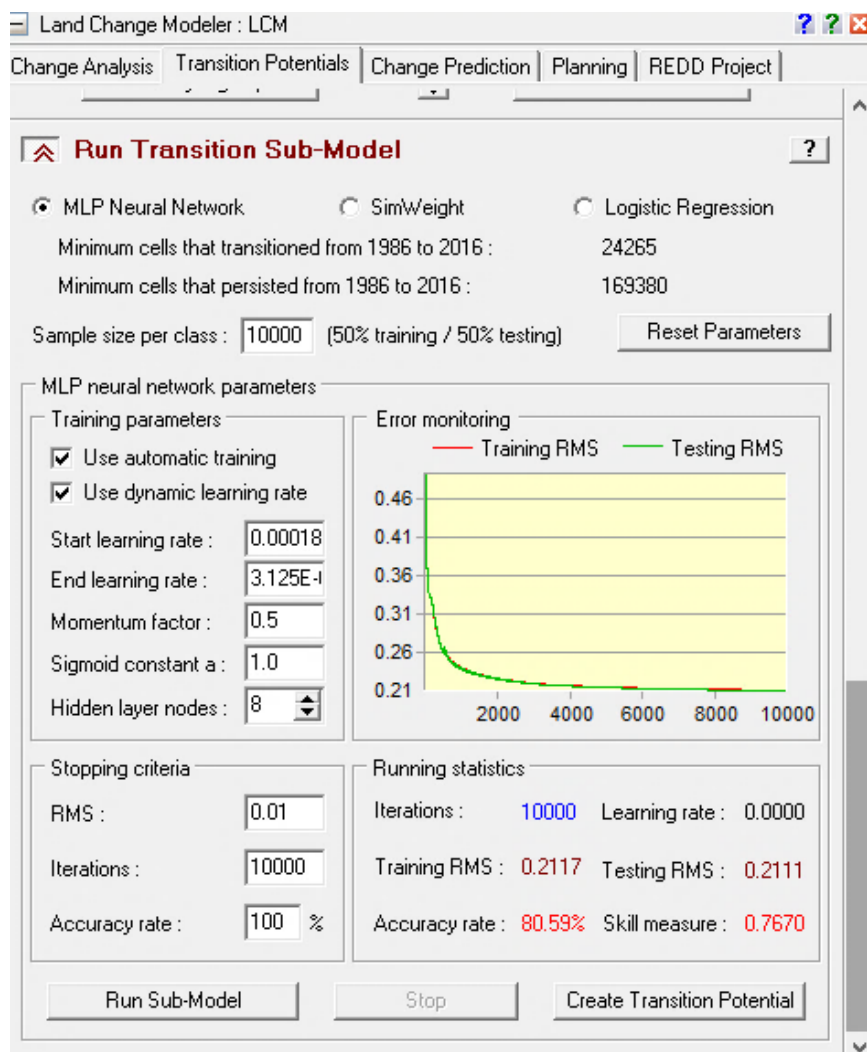 Land Change Modeler : LCM ? ?
Change Analysis Transition Potentials Change Prediction Planning REDD Project
Run Transition Sub-Model ?
MLP Neural Network SimWeight Logistic Regression
Minimum cells that transitioned from 1986 to 2016 : 24265
Minimum cells that persisted from 1986 to 2016 : 169380
Sample size per class : 10000 (50% training / 50% testing) Reset Parameters
MLP neural network parameters
Training parameters
Use automatic training
Use dynamic learning rate
Start learning rate : 0.00018
End learning rate : 3.125E-
Momentum factor : 0.5
Sigmoid constant a : 1.0
Hidden layer nodes : 8
Error monitoring
Training RMS Testing RMS
0.46
0.41
0.36
0.31
0.26
0.21
2000 4000 6000 8000 10000
Stopping criteria
RMS : 0.01
Iterations : 10000
Accuracy rate : 100 %
Running statistics
Iterations : 10000 Learning rate : 0.0000
Training RMS : 0.2117 Testing RMS : 0.2111
Accuracy rate : 80.59% Skill measure : 0.7670
Run Sub-Model Stop Create Transition Potential